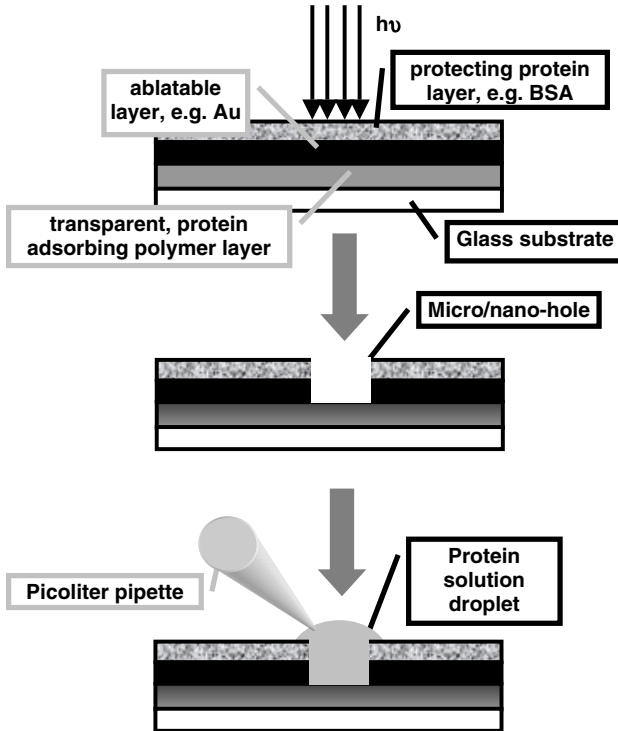 hυ
protecting protein
layer, e.g. BSA
ablatable
layer, e.g. Au
transparent, protein
adsorbing polymer layer
Glass substrate
Micro/nano-hole
Picoliter pipette
Protein
solution
droplet